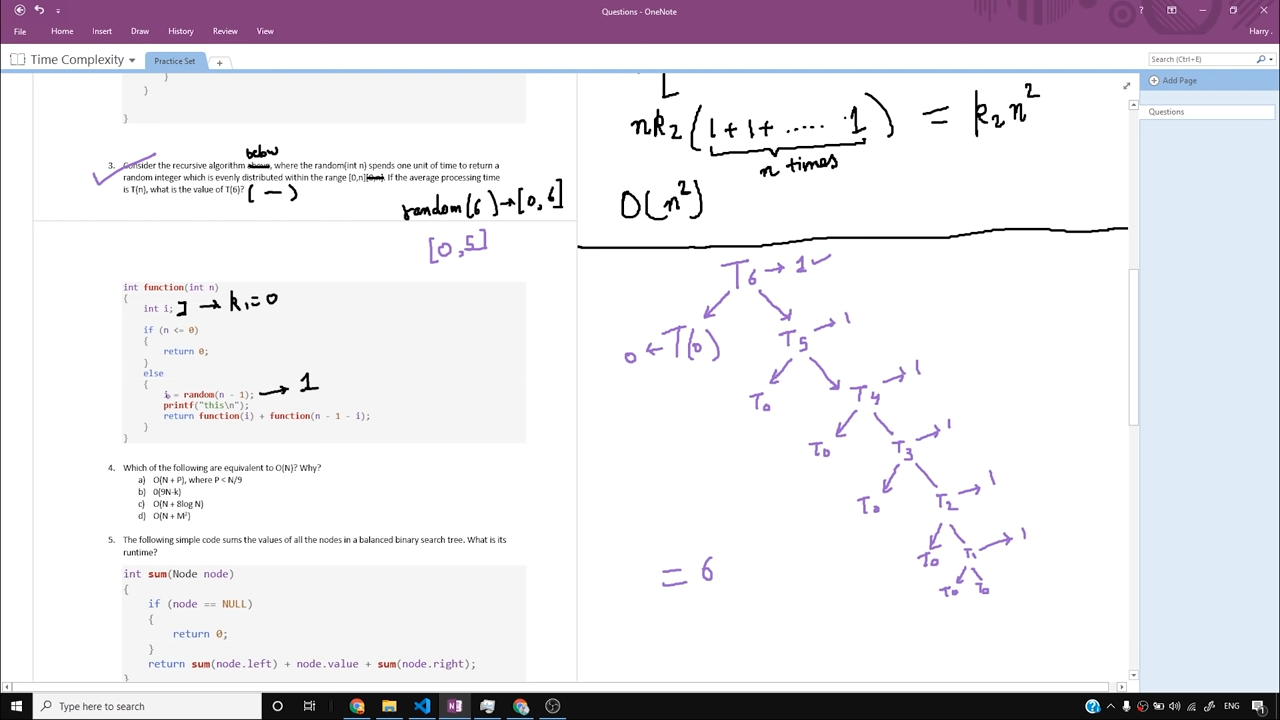 Questions - OneNote
File Home Insert Draw History Review View
Harry .
Time Complexity
Practice Set
+
Search (Ctrl+E)
Add Page
Questions
}
}
}
below
3. Consider the recursive algorithm above, where the random(int n) spends one unit of time to return a
random integer which is evenly distributed within the range [0,n][0,n]. If the average processing time
is T(n), what is the value of T(6)? ( — )
random(6) → [0, 6]
[0, 5]
int function(int n)
{
int i; ] → k₁ = 0
if (n <= 0)
{
return 0;
}
else
{
i = random(n - 1); → 1
printf("this\n");
return function(i) + function(n - 1 - i);
}
}
4. Which of the following are equivalent to O(N)? Why?
a) O(N + P), where P < N/9
b) 0(9N-k)
c) O(N + 8log N)
d) O(N + M²)
5. The following simple code sums the values of all the nodes in a balanced binary search tree. What is its
runtime?
int sum(Node node)
{
if (node == NULL)
{
return 0;
}
return sum(node.left) + node.value + sum(node.right);
}
nk₂ (1 + 1 + ..... 1) = k₂ n²
n times
O(n²)
T₆ → 1 ✓
0 ← T(0) T₅ → 1
T₀ T₄ → 1
T₀ T₃ → 1
T₀ T₂ → 1
T₀ T₁ → 1
T₀ T₀
= 6
Type here to search